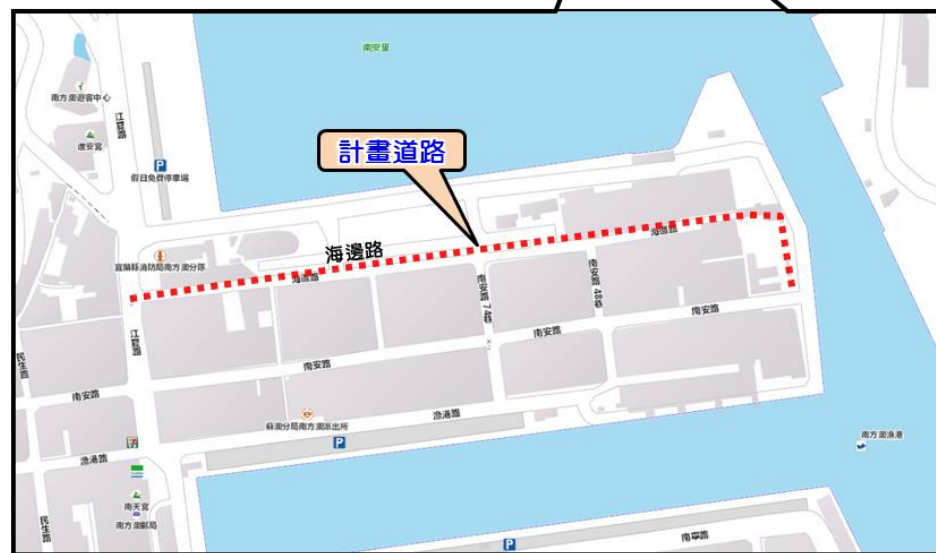 南安里
南方澳遊客中心
江夏路
進安宮
P
假日免費停車場
計畫道路
海邊路
海邊路
宜蘭縣消防局南方澳分隊
海邊路
南安路 74巷
南安路 48巷
南安路
江夏路
民生路
南安路
南安路
南安路
漁港路
蘇澳分局南方澳派出所
P
7
漁港路
南方澳漁港
南天宮
南方澳郵局
民生路
南寧路
P